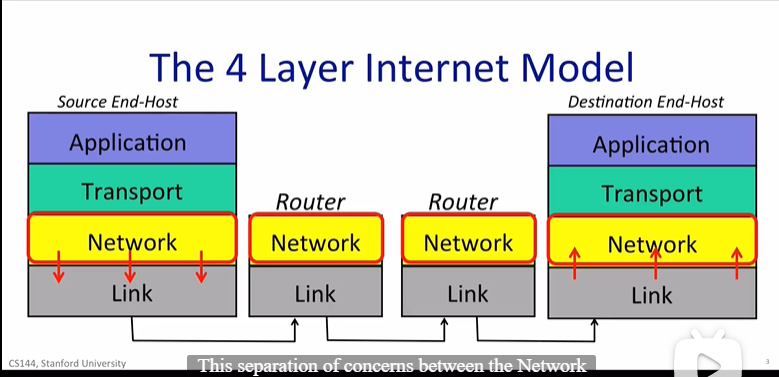 The 4 Layer Internet Model
Source End-Host
Destination End-Host
Application
Application
Transport
Transport
Router
Router
Network
Network
Network
Network
Link
Link
Link
Link
CS144, Stanford University
This separation of concerns between the Network
3